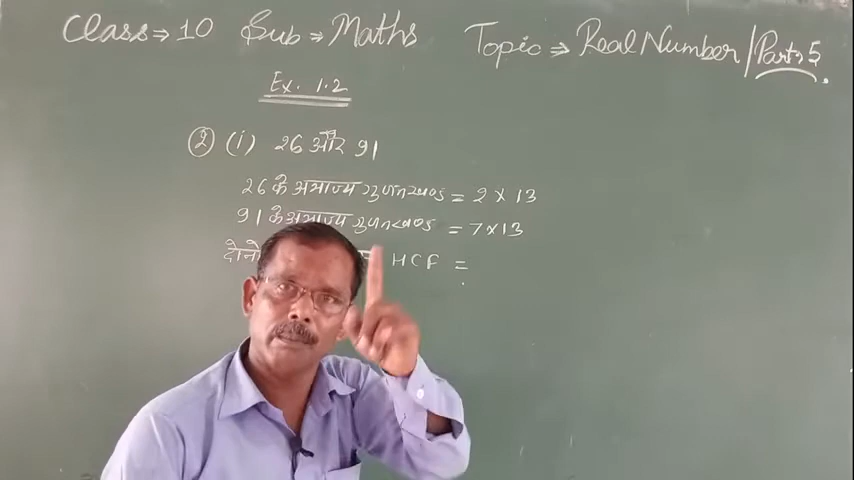 Class ⇒ 10 Sub ⇒ Maths Topic ⇒ Real Number / Part ⇒ 5
Ex. 1.2
(2) (i) 26 और 91
26 के अभाज्य गुणनखण्ड = 2 × 13
91 के अभाज्य गुणनखण्ड = 7 × 13
दोनों HCF =